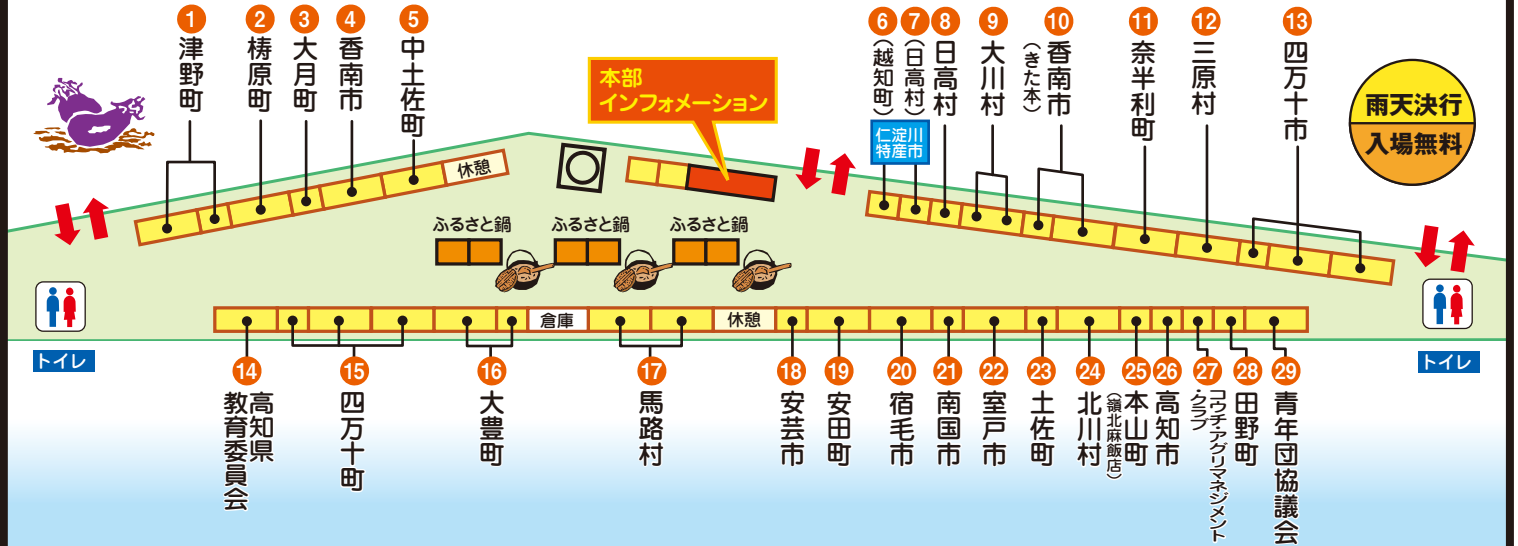 1
津野町
2
梼原町
3
大月町
4
香南市
5
中土佐町
6
(越知町)
7
(日高村)
8
日高村
9
大川村
10
香南市
(きた本)
11
奈半利町
12
三原村
13
四万十市
本部
インフォメーション
雨天決行
入場無料
仁淀川
特産市
休憩
ふるさと鍋
ふるさと鍋
ふるさと鍋
倉庫
休憩
トイレ
トイレ
14
高知県
教育委員会
15
四万十町
16
大豊町
17
馬路村
18
安芸市
19
安田町
20
宿毛市
21
南国市
22
室戸市
23
土佐町
24
北川村
25
本山町
(嶺北麻飯店)
26
高知市
27
コウチ・アグリマネジメント
・クラブ
28
田野町
29
青年団協議会